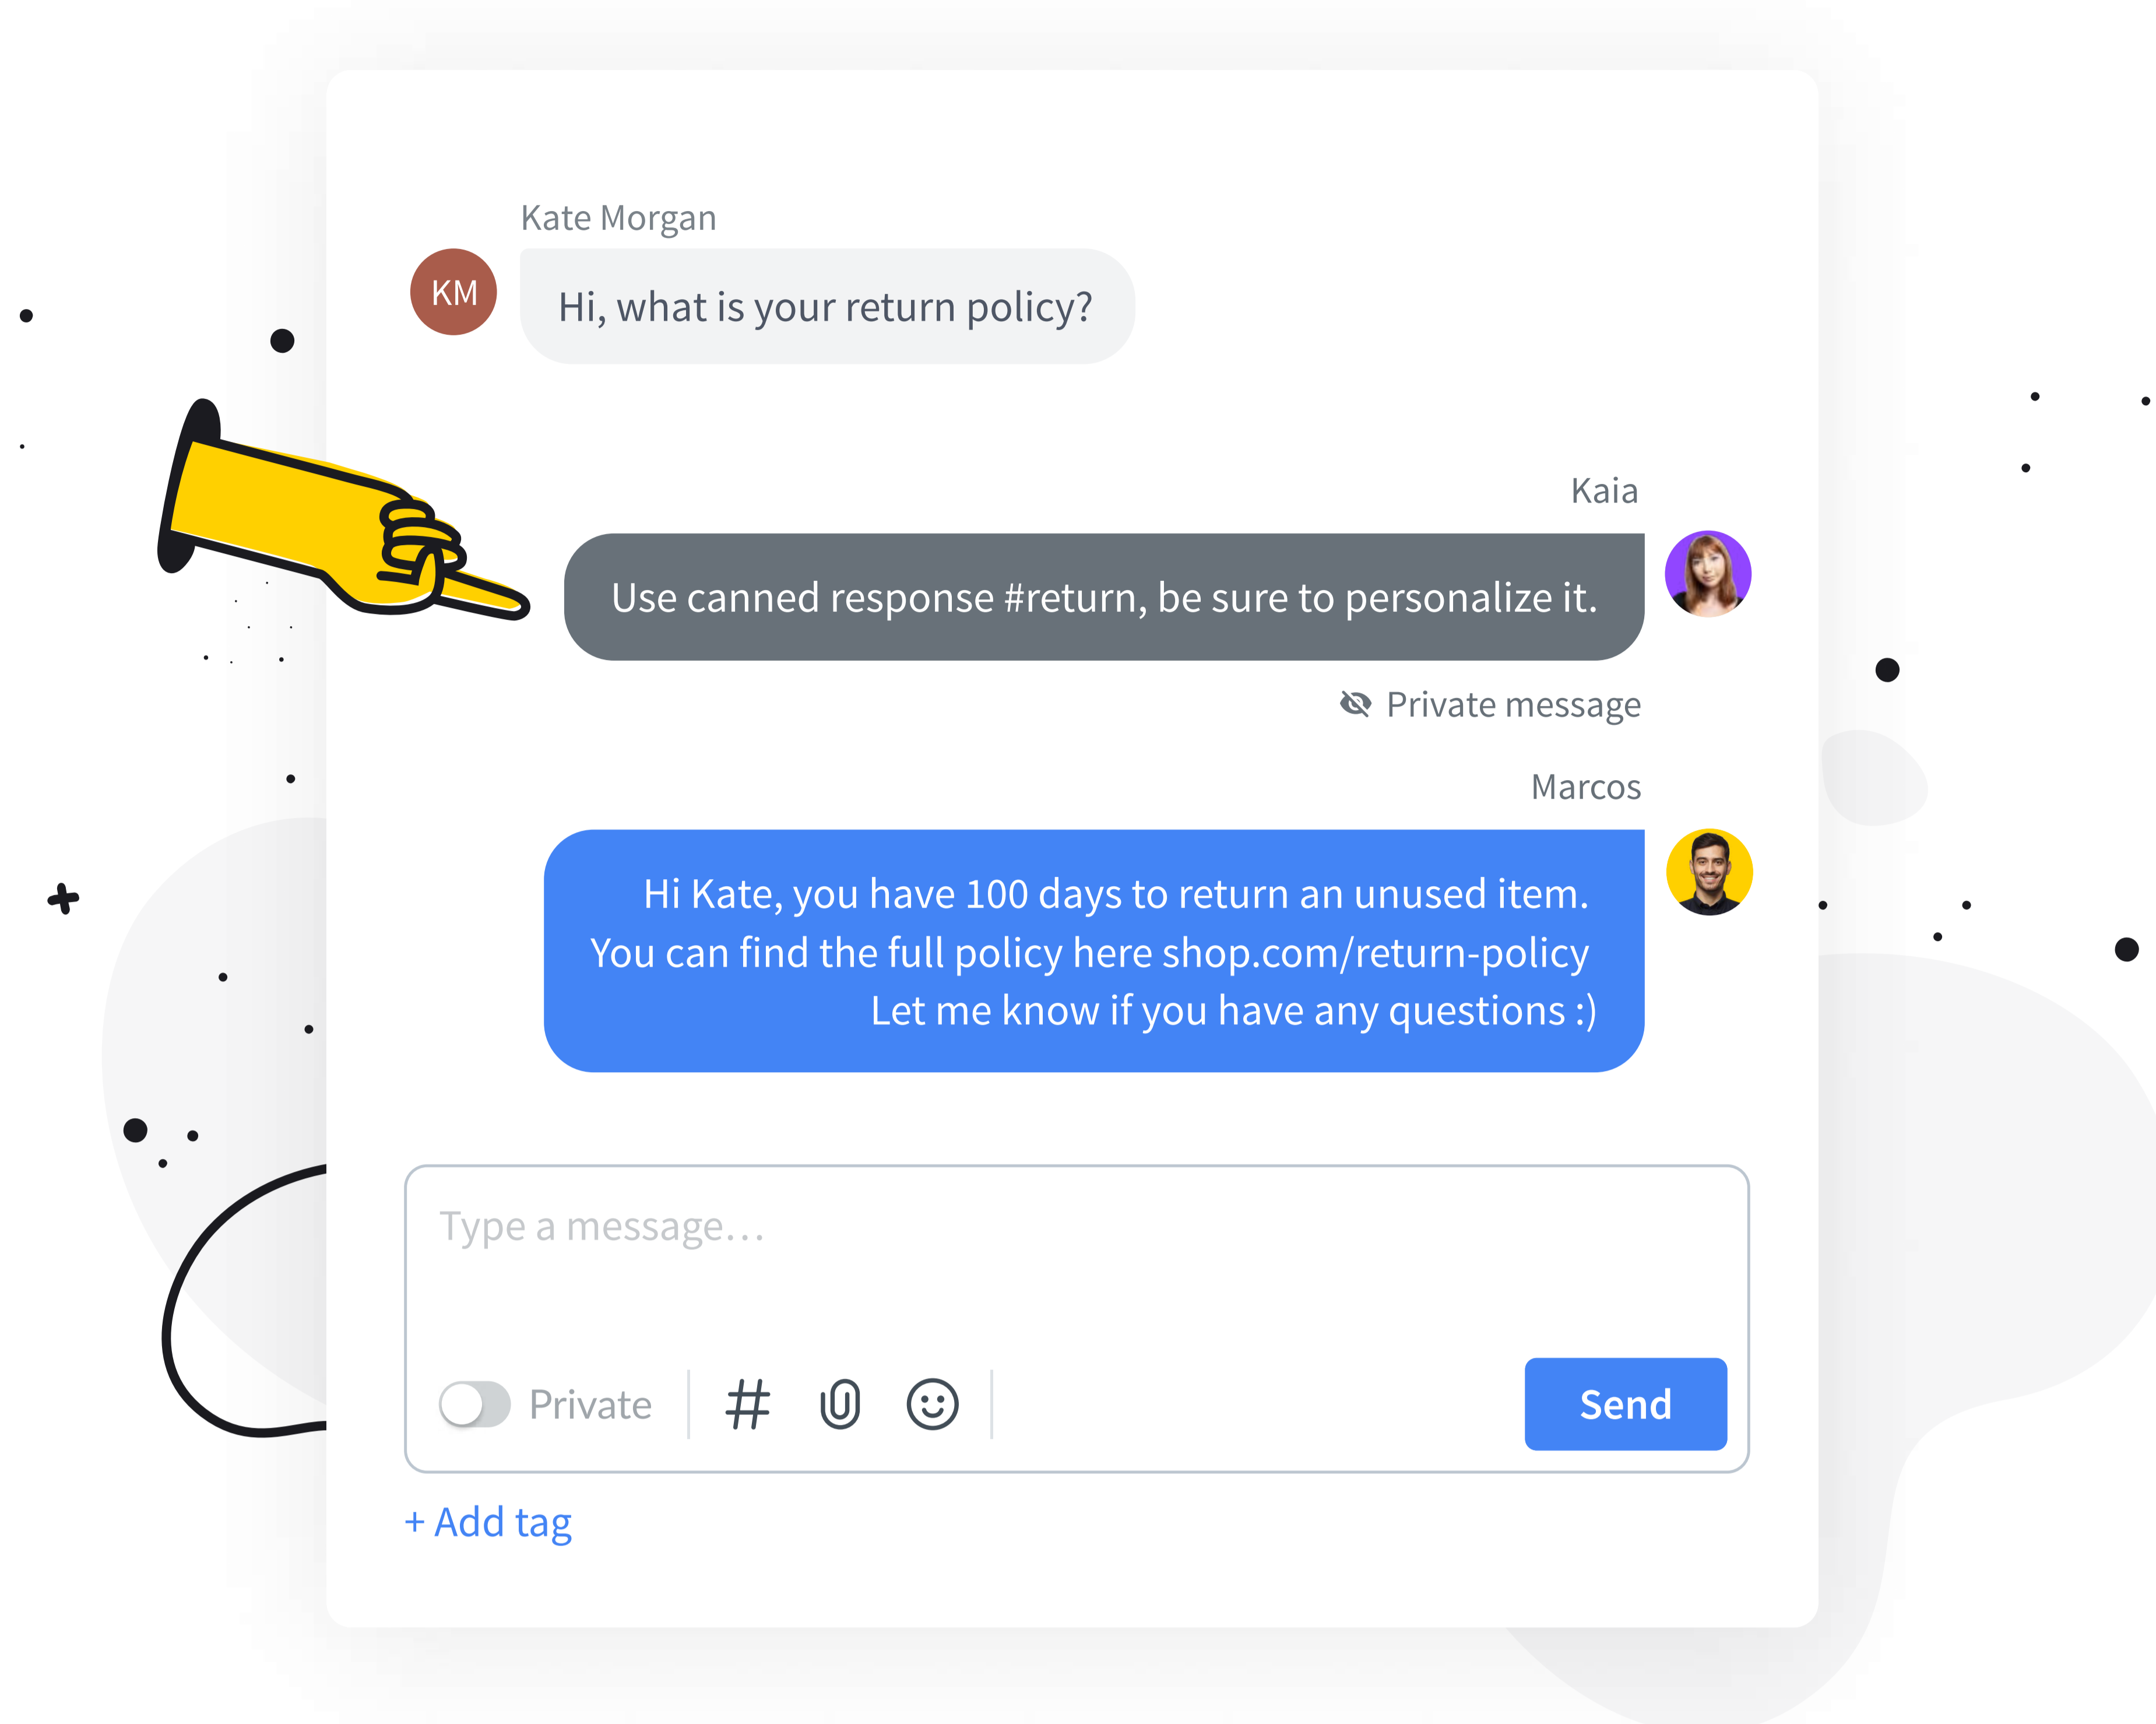 Kate Morgan
KM
Hi, what is your return policy?
Kaia
Use canned response #return, be sure to personalize it.
Private message
Marcos
Hi Kate, you have 100 days to return an unused item.
You can find the full policy here shop.com/return-policy
Let me know if you have any questions :)
Type a message...
Private
Send
+ Add tag